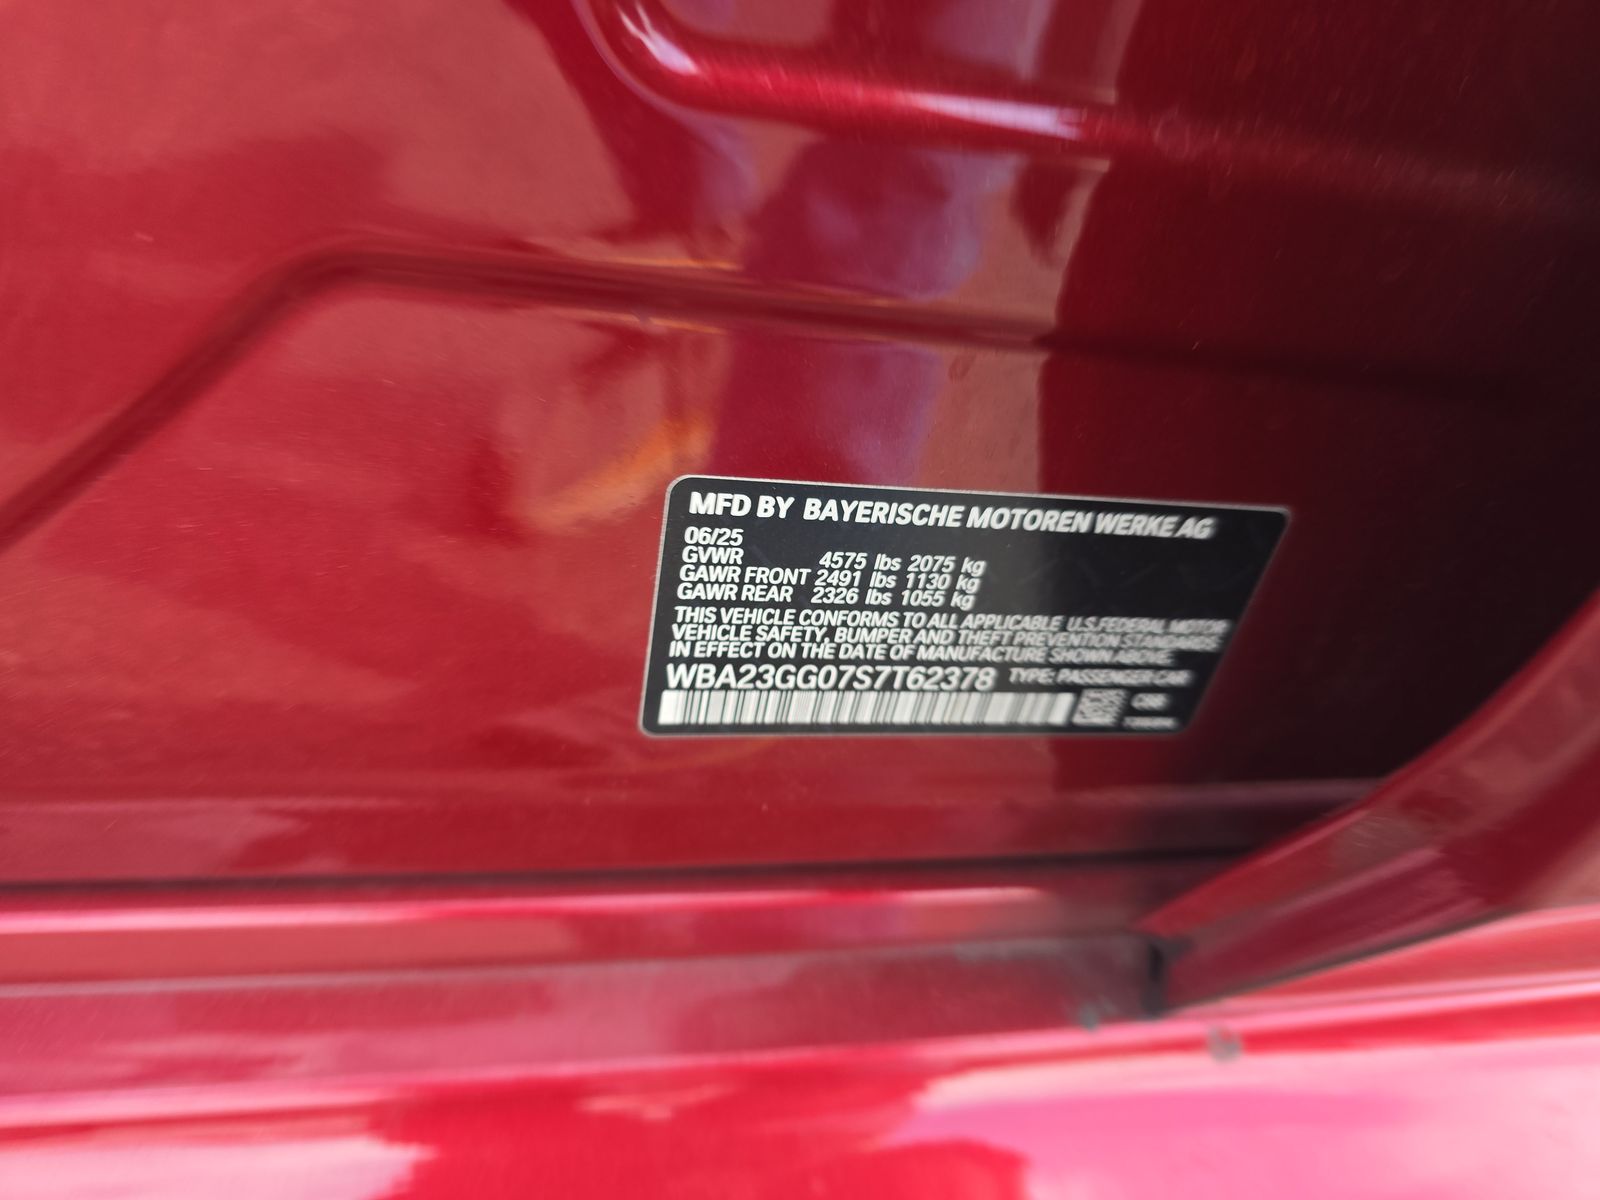 MFD BY BAYERISCHE MOTOREN WERKE AG
06/25
GVWR 4575 lbs 2075 kg
GAWR FRONT 2491 lbs 1130 kg
GAWR REAR 2326 lbs 1055 kg
THIS VEHICLE CONFORMS TO ALL APPLICABLE U.S.FEDERAL MOTOR
VEHICLE SAFETY, BUMPER AND THEFT PREVENTION STANDARDS
IN EFFECT ON THE DATE OF MANUFACTURE SHOWN ABOVE.
WBA23GG07S7T62378 TYPE: PASSENGER CAR